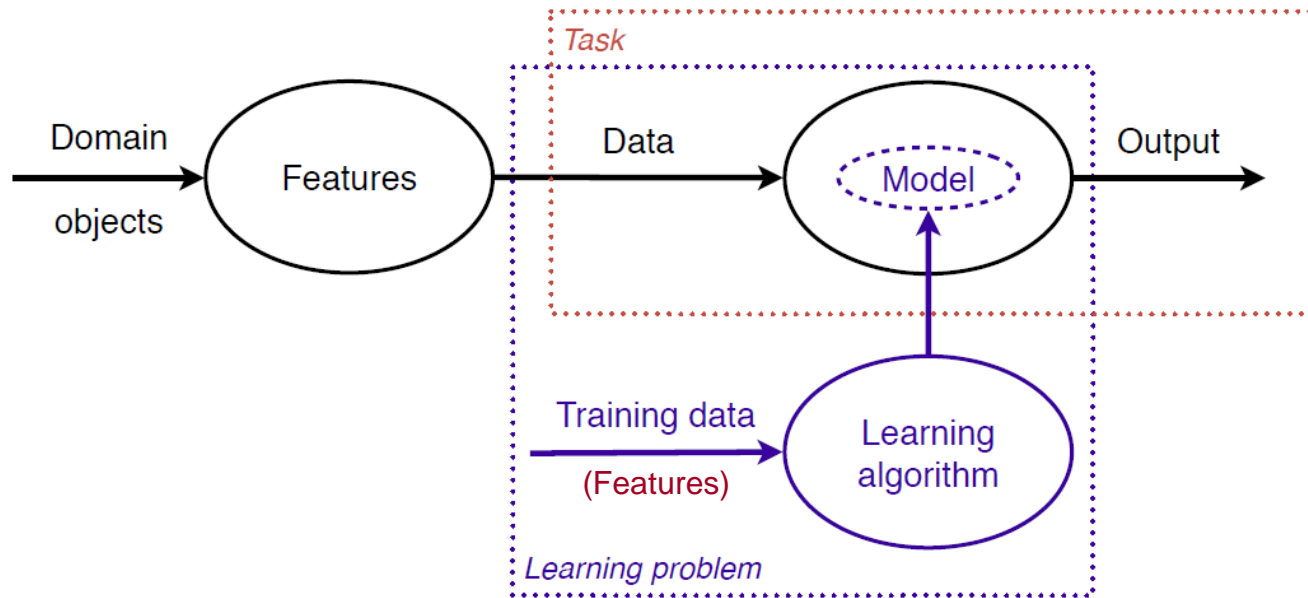 Task
Domain
objects
Features
Data
Model
Output
Training data
(Features)
Learning
algorithm
Learning problem